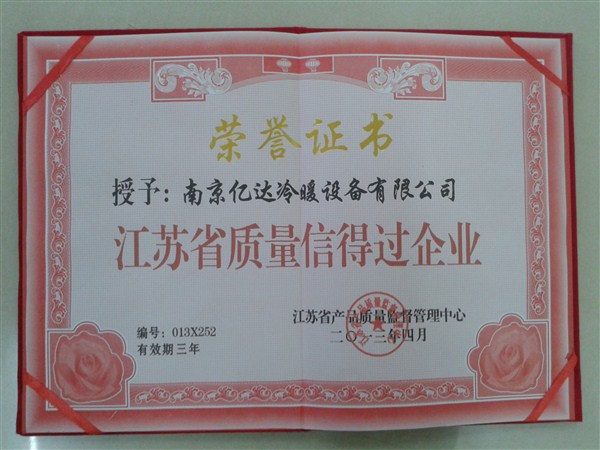 荣誉证书
授予：南京亿达冷暖设备有限公司
江苏省质量信得过企业
江苏省产品质量监督管理中心
二〇一三年四月
编号：013X252
有效期三年